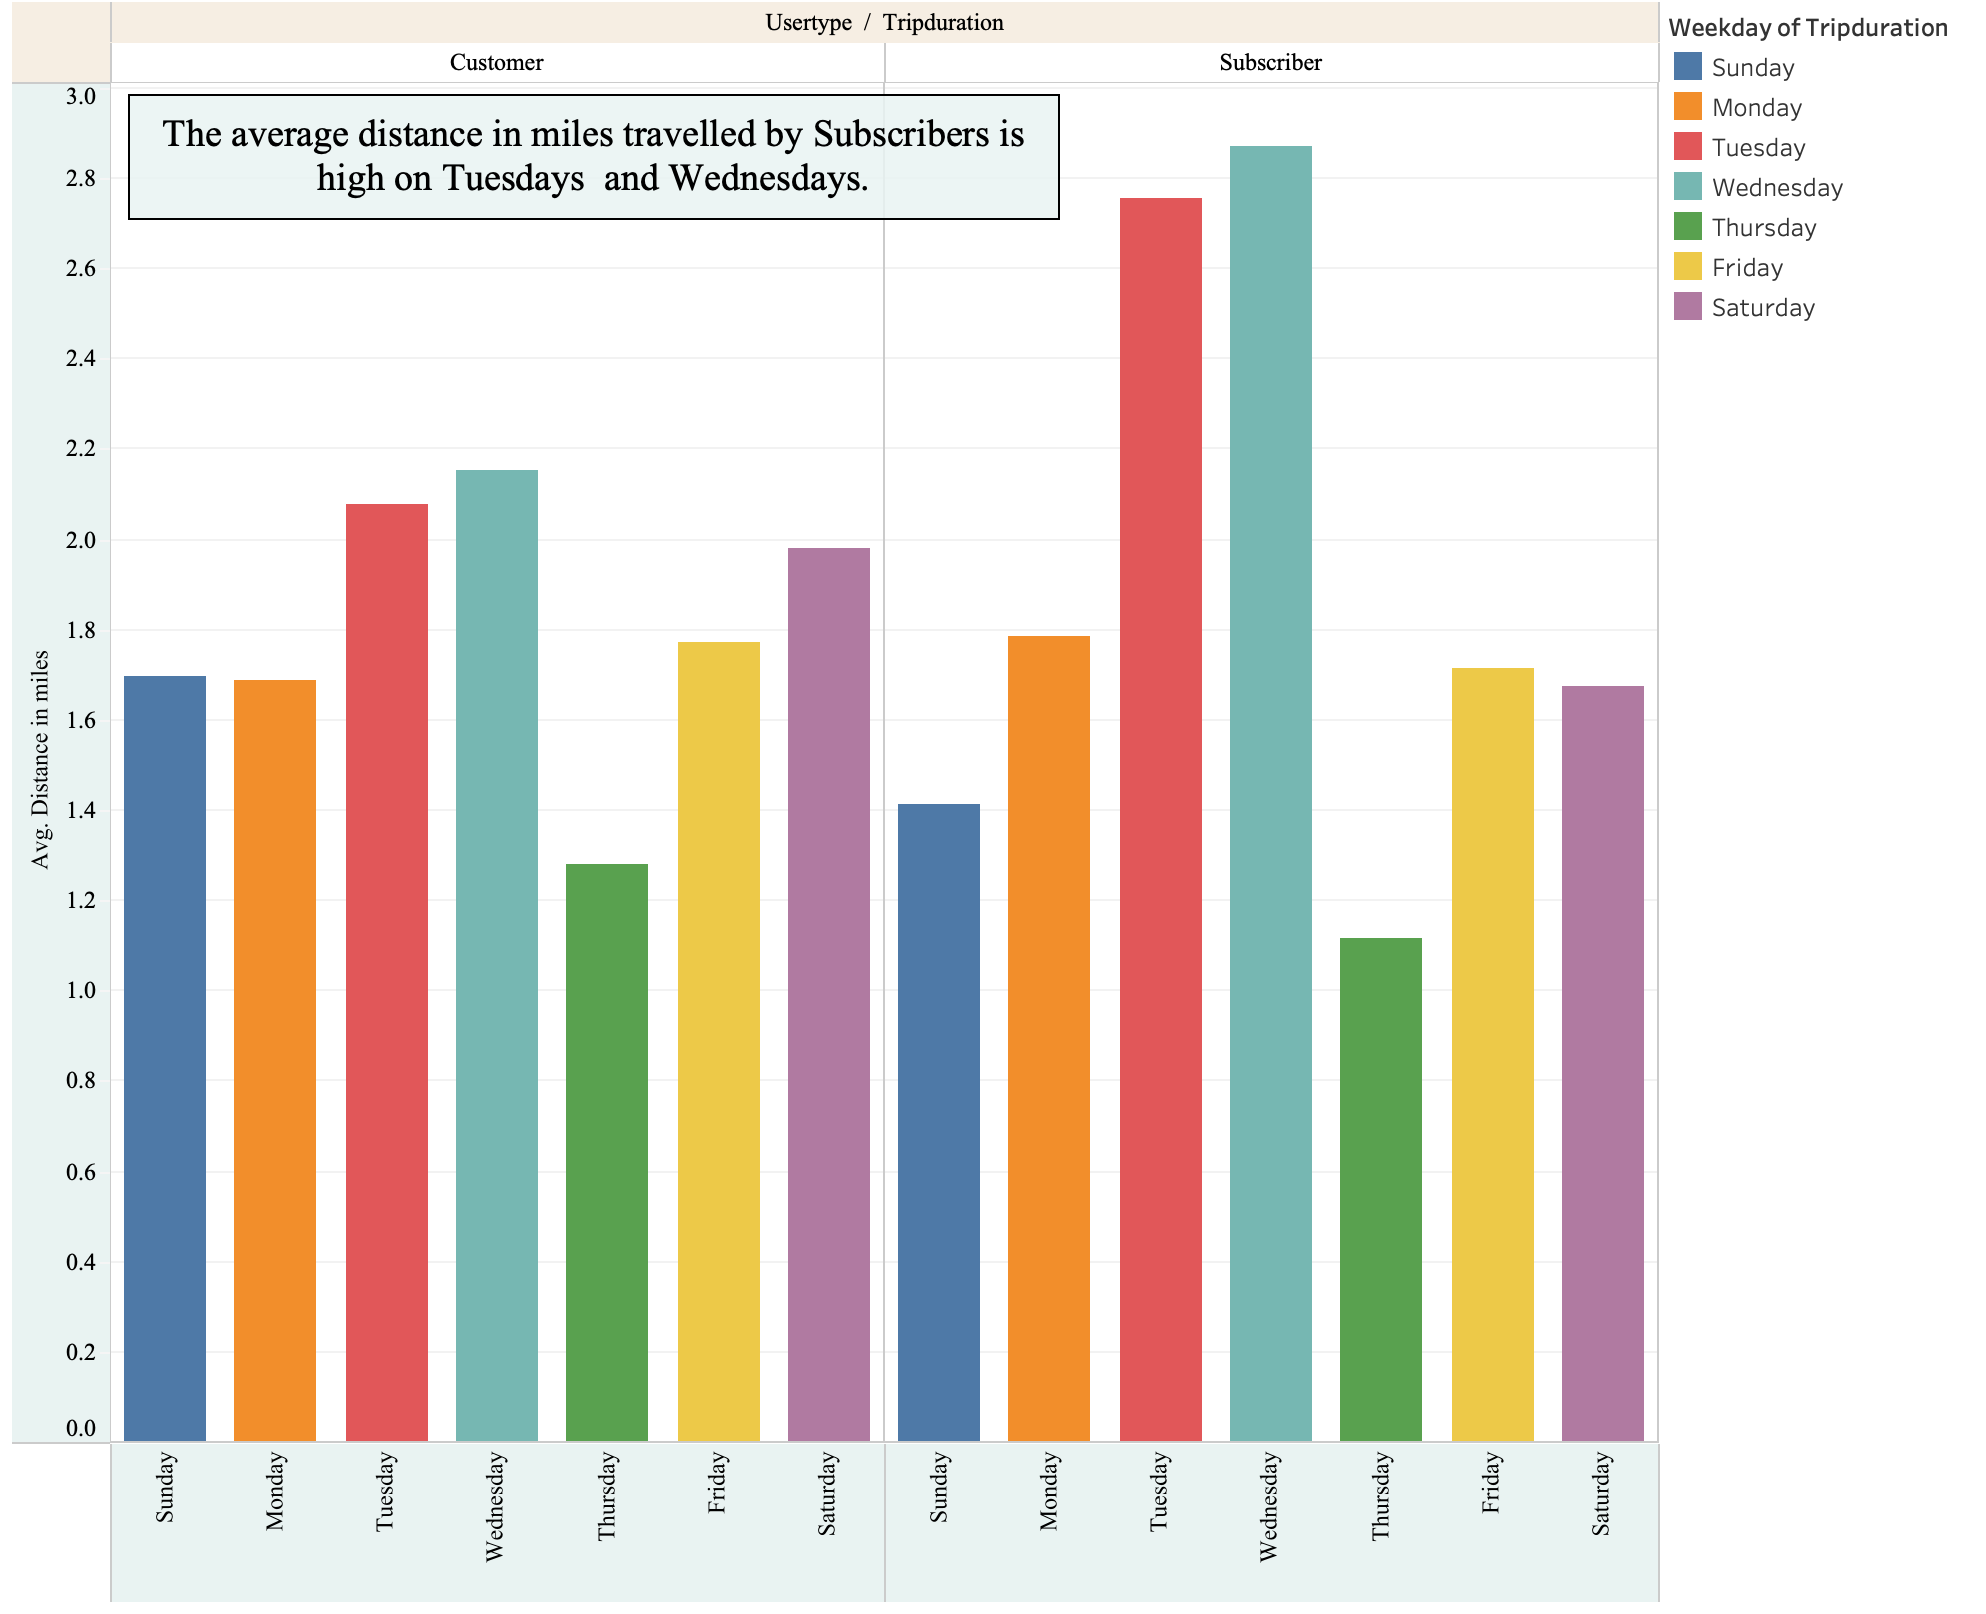 Usertype / Tripduration
Customer
Subscriber
Weekday of Tripduration
Sunday
Monday
Tuesday
Wednesday
Thursday
Friday
Saturday
The average distance in miles travelled by Subscribers is
high on Tuesdays  and Wednesdays.
Avg. Distance in miles
3.0
2.8
2.6
2.4
2.2
2.0
1.8
1.6
1.4
1.2
1.0
0.8
0.6
0.4
0.2
0.0
Sunday
Monday
Tuesday
Wednesday
Thursday
Friday
Saturday
Sunday
Monday
Tuesday
Wednesday
Thursday
Friday
Saturday